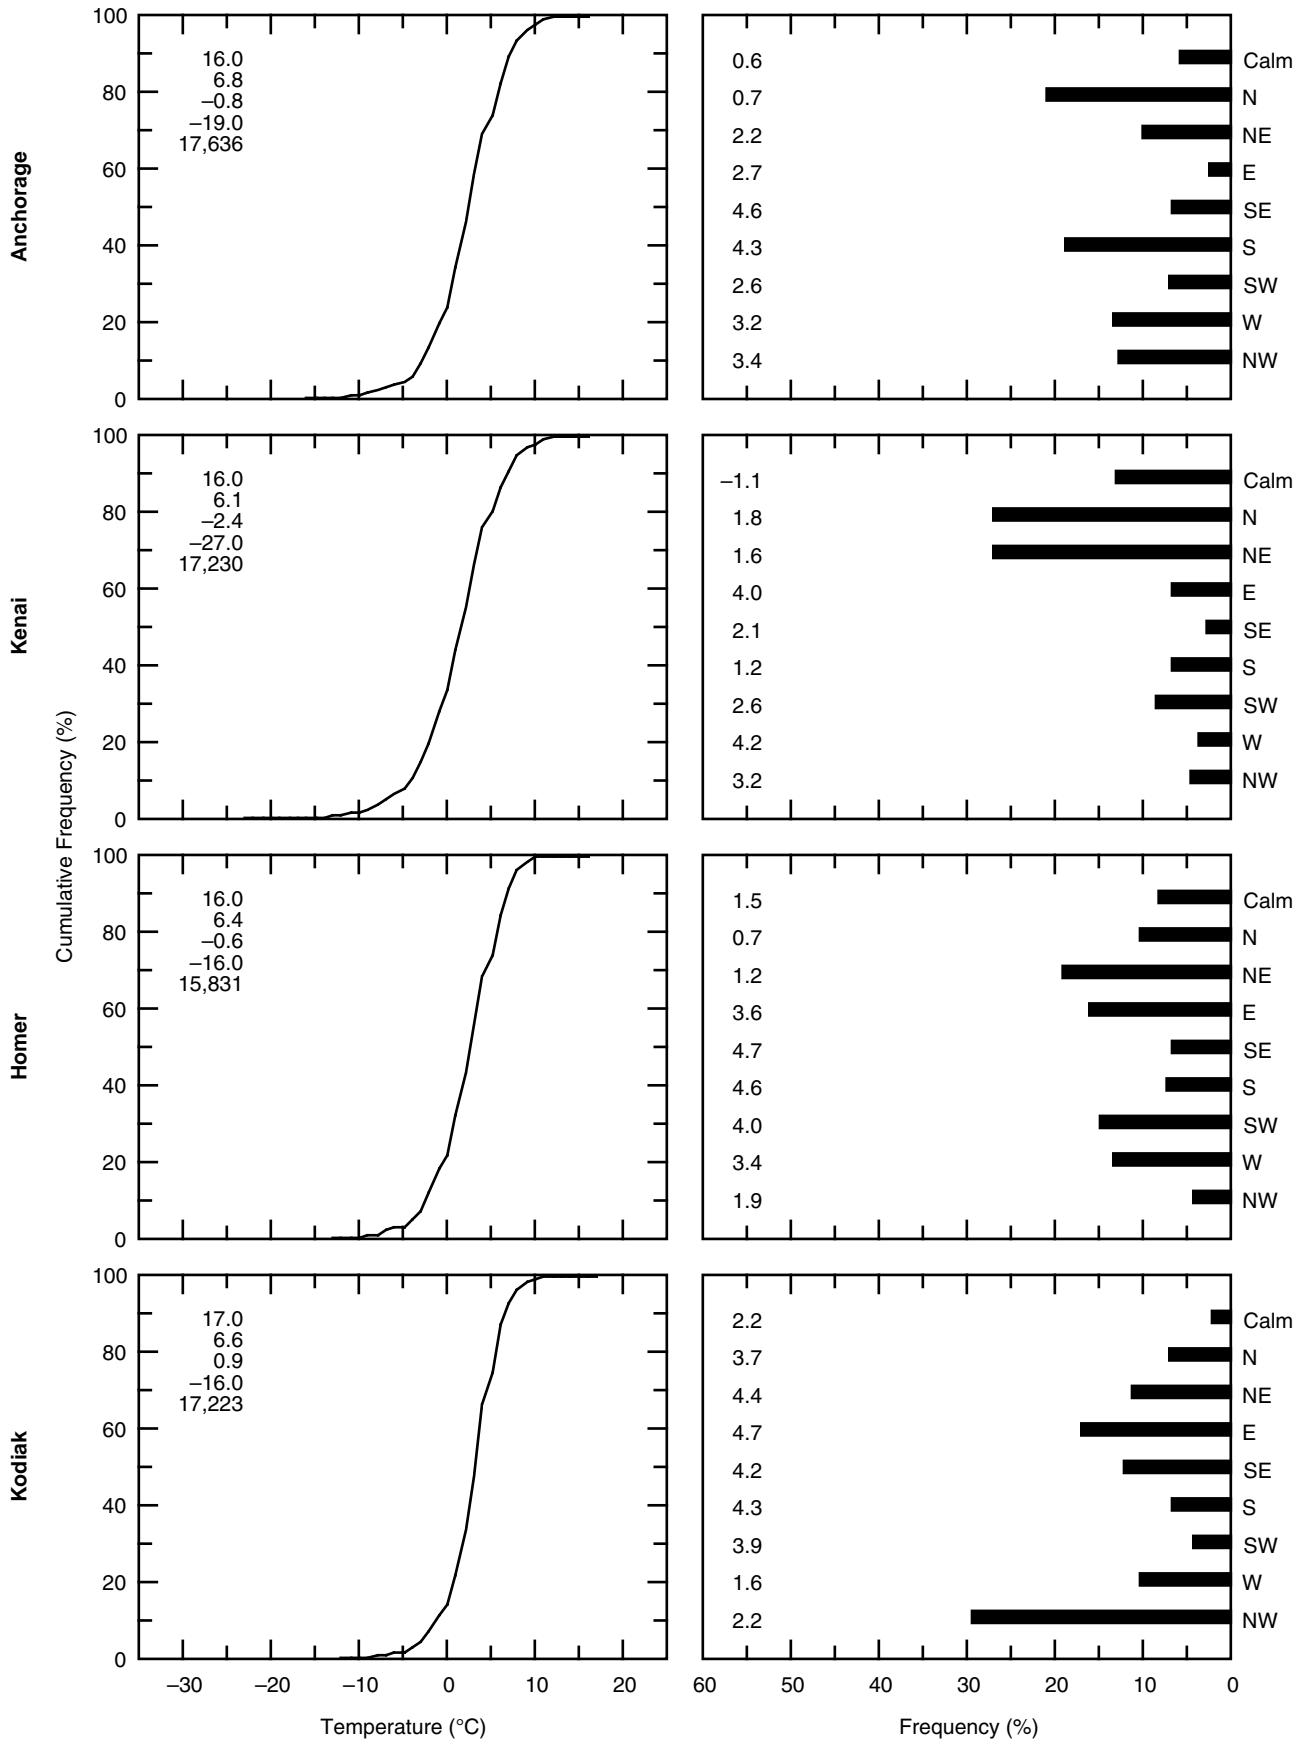 Anchorage
100
80
60
40
20
0
16.0
6.8
–0.8
–19.0
17,636
0.6 Calm
0.7 N
2.2 NE
2.7 E
4.6 SE
4.3 S
2.6 SW
3.2 W
3.4 NW
Kenai
100
80
60
40
20
0
16.0
6.1
–2.4
–27.0
17,230
–1.1 Calm
1.8 N
1.6 NE
4.0 E
2.1 SE
1.2 S
2.6 SW
4.2 W
3.2 NW
Cumulative Frequency (%)
Homer
100
80
60
40
20
0
16.0
6.4
–0.6
–16.0
15,831
1.5 Calm
0.7 N
1.2 NE
3.6 E
4.7 SE
4.6 S
4.0 SW
3.4 W
1.9 NW
Kodiak
100
80
60
40
20
0
17.0
6.6
0.9
–16.0
17,223
2.2 Calm
3.7 N
4.4 NE
4.7 E
4.2 SE
4.3 S
3.9 SW
1.6 W
2.2 NW
–30 –20 –10 0 10 20
Temperature (°C)
60 50 40 30 20 10 0
Frequency (%)